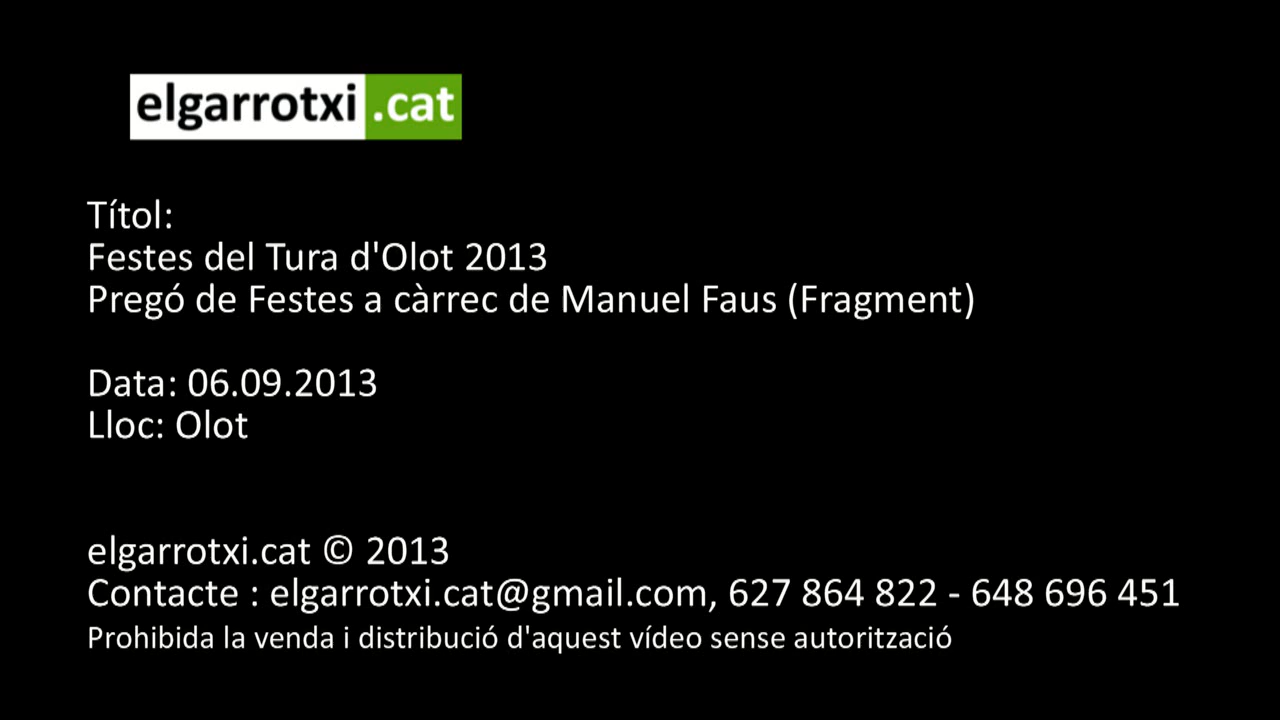 elgarrotxi.cat
Títol:
Festes del Tura d'Olot 2013
Pregó de Festes a càrrec de Manuel Faus (Fragment)
Data: 06.09.2013
Lloc: Olot
elgarrotxi.cat © 2013
Contacte : elgarrotxi.cat@gmail.com, 627 864 822 - 648 696 451
Prohibida la venda i distribució d'aquest vídeo sense autorització